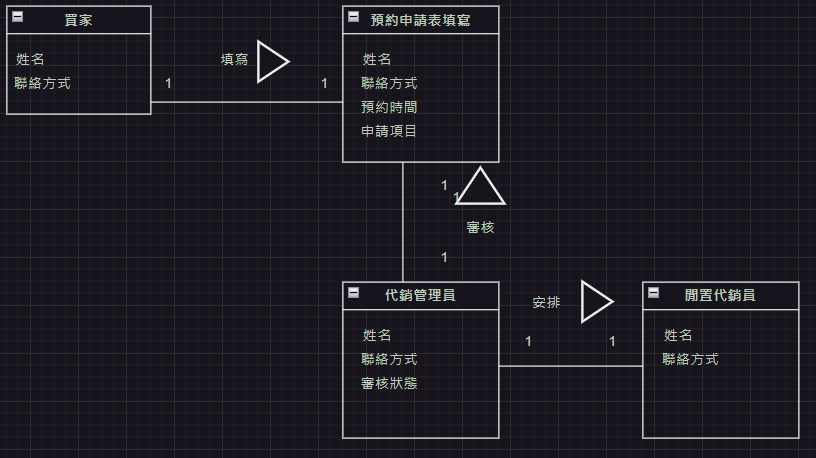 買家
姓名
聯絡方式
填寫
1
1
預約申請表填寫
姓名
聯絡方式
預約時間
申請項目
1
1
審核
1
代銷管理員
姓名
聯絡方式
審核狀態
安排
1
1
閒置代銷員
姓名
聯絡方式